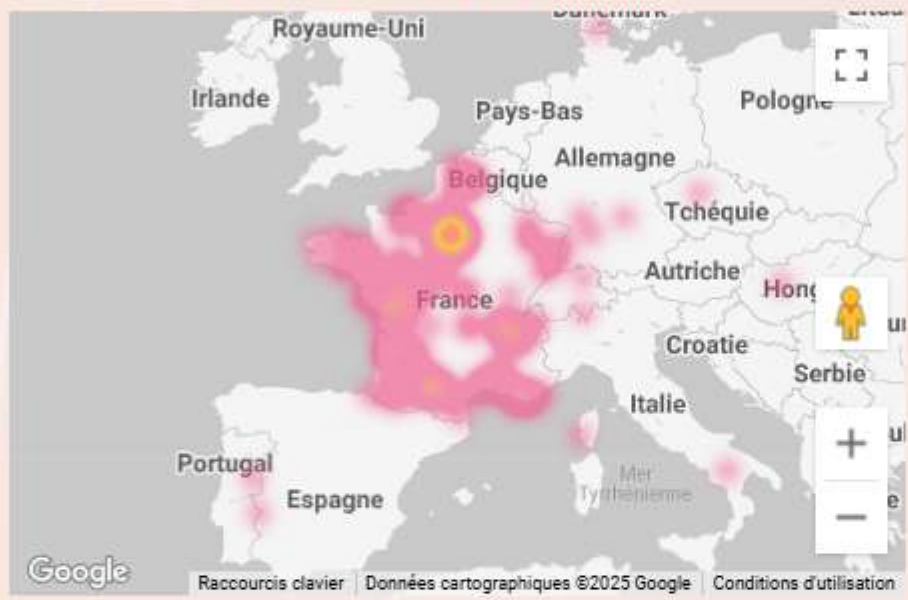 Danemark
Royaume-Uni
Irlande
Pays-Bas
Pologne
Allemagne
Belgique
Tchéquie
Autriche
France
Croatie
Serbie
Italie
Portugal
Mer
Tyrrhénienne
Espagne
Google
Raccourcis clavier
Données cartographiques ©2025 Google
Conditions d'utilisation